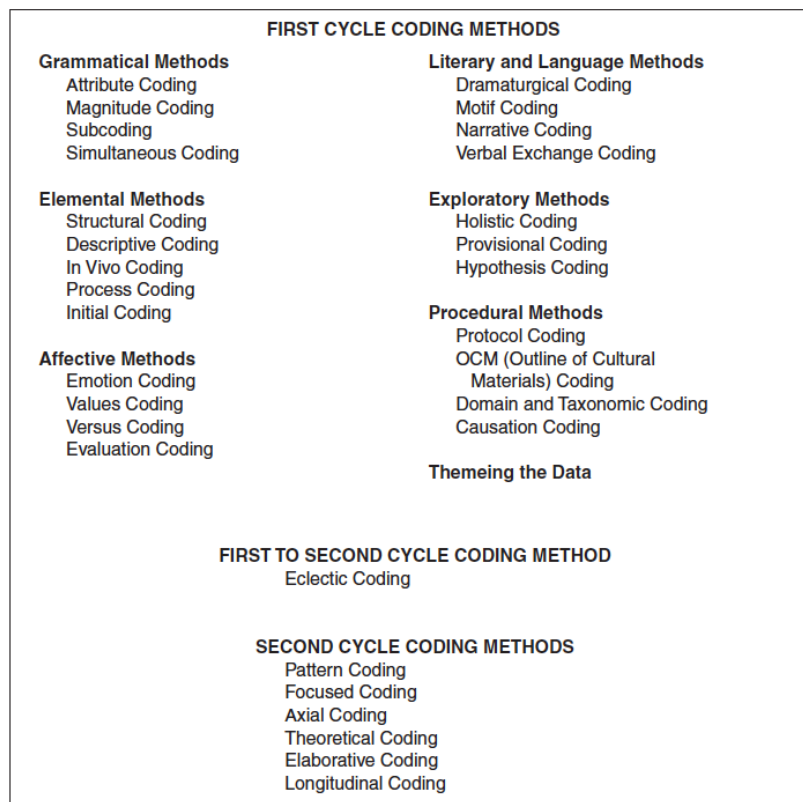 FIRST CYCLE CODING METHODS
Grammatical Methods
Attribute Coding
Magnitude Coding
Subcoding
Simultaneous Coding
Elemental Methods
Structural Coding
Descriptive Coding
In Vivo Coding
Process Coding
Initial Coding
Affective Methods
Emotion Coding
Values Coding
Versus Coding
Evaluation Coding
Literary and Language Methods
Dramaturgical Coding
Motif Coding
Narrative Coding
Verbal Exchange Coding
Exploratory Methods
Holistic Coding
Provisional Coding
Hypothesis Coding
Procedural Methods
Protocol Coding
OCM (Outline of Cultural
Materials) Coding
Domain and Taxonomic Coding
Causation Coding
Themeing the Data
FIRST TO SECOND CYCLE CODING METHOD
Eclectic Coding
SECOND CYCLE CODING METHODS
Pattern Coding
Focused Coding
Axial Coding
Theoretical Coding
Elaborative Coding
Longitudinal Coding